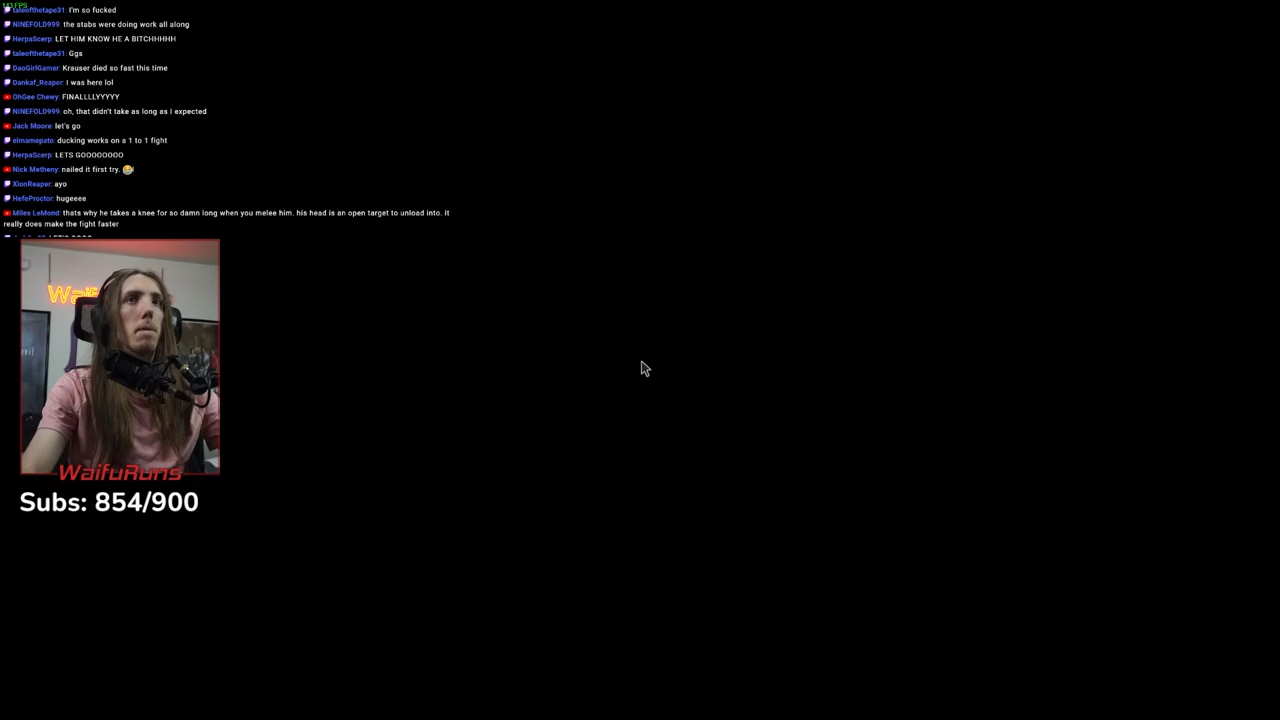 143 FPS
taleofthetape31: I'm so fucked
NINEFOLD999: the stabs were doing work all along
HerpaScerp: LET HIM KNOW HE A BITCHHHHH
taleofthetape31: Ggs
DaoGirlGamer: Krauser died so fast this time
Dankaf_Reaper: I was here lol
OhGee Chewy: FINALLLLYYYYY
NINEFOLD999: oh, that didn't take as long as I expected
Jack Moore: let's go
elmamepato: ducking works on a 1 to 1 fight
HerpaScerp: LETS GOOOOOOOO
Nick Metheny: nailed it first try. 😂
XionReaper: ayo
HefeProctor: hugeeee
Miles LeMond: thats why he takes a knee for so damn long when you melee him. his head is an open target to unload into. it
really does make the fight faster
Waif
WaifuRuns
Subs: 854/900